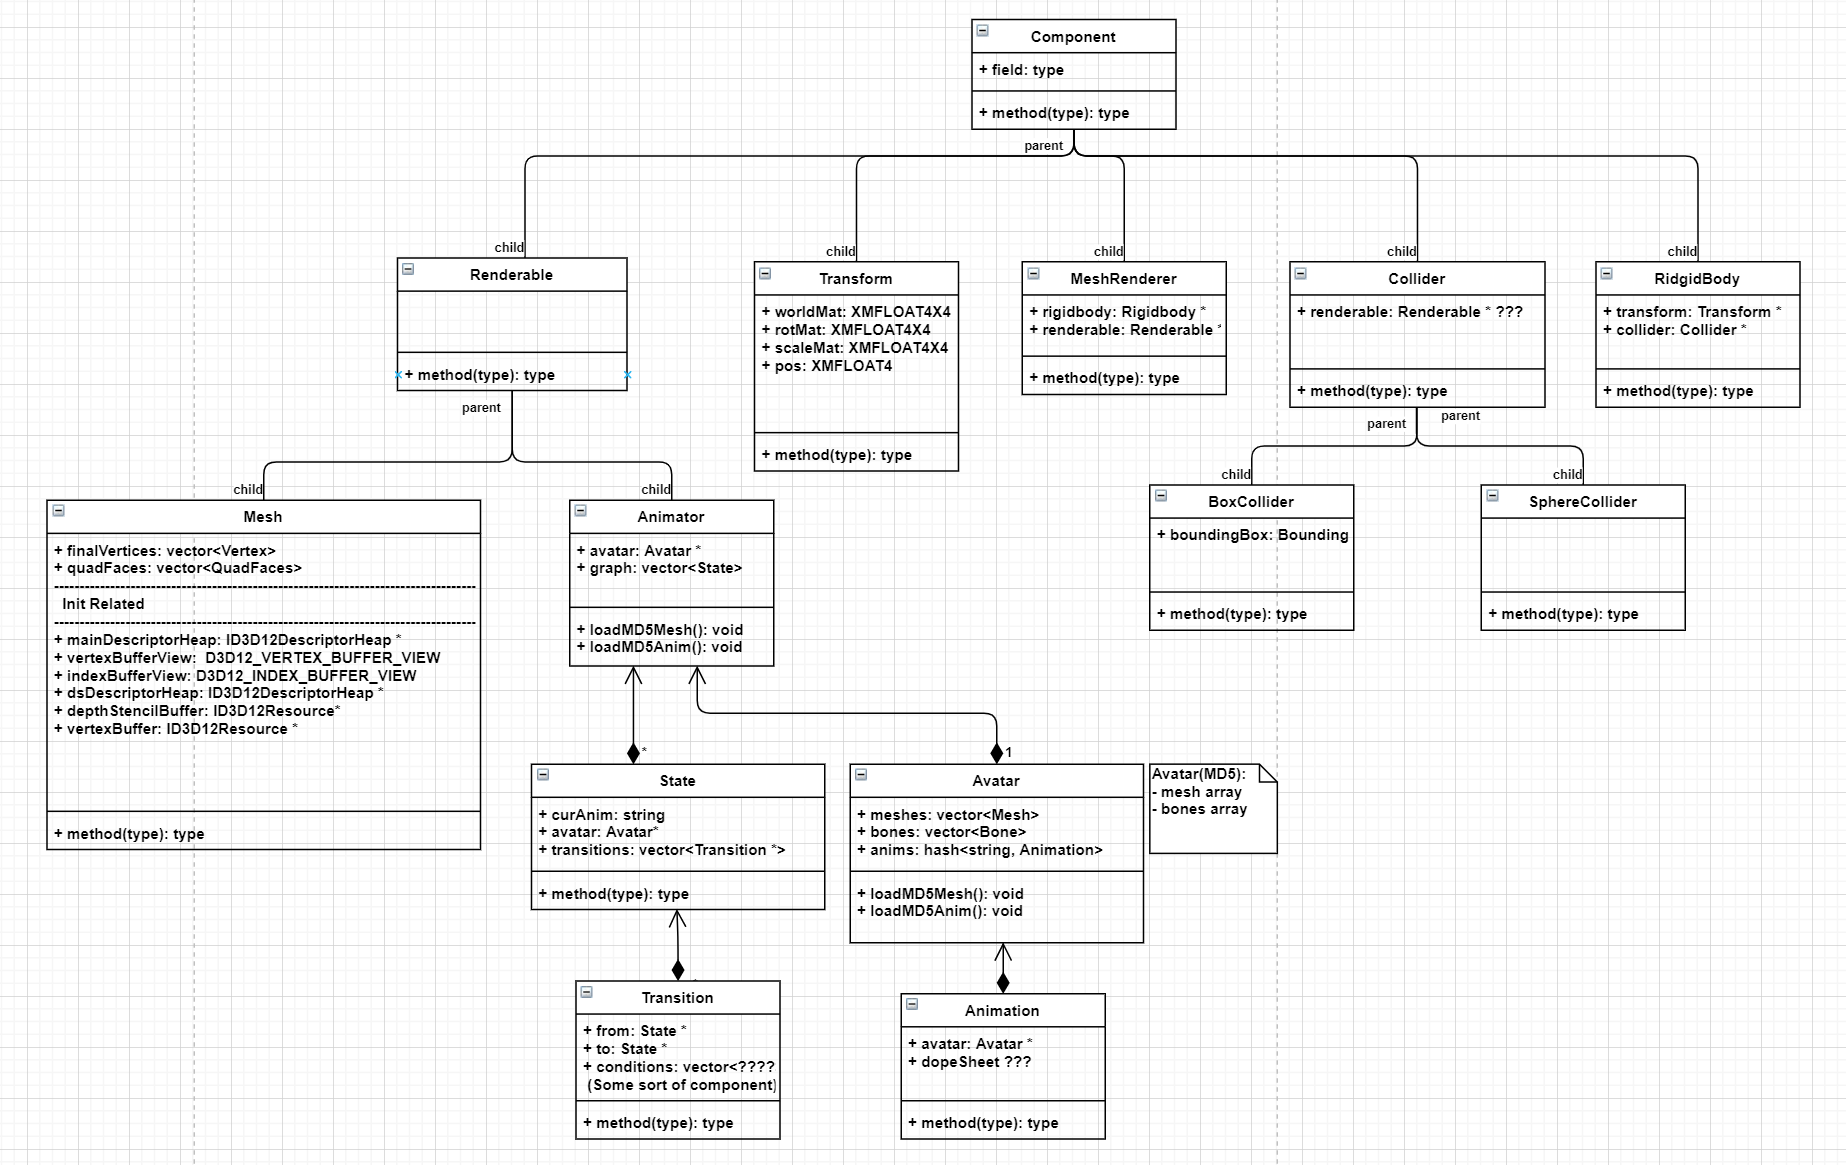 Component
+ field: type
+ method(type): type
parent
child
Renderable
+ method(type): type
parent
child
Transform
+ worldMat: XMFLOAT4X4
+ rotMat: XMFLOAT4X4
+ scaleMat: XMFLOAT4X4
+ pos: XMFLOAT4
+ method(type): type
child
MeshRenderer
+ rigidbody: Rigidbody *
+ renderable: Renderable *
+ method(type): type
child
Collider
+ renderable: Renderable * ???
+ method(type): type
parent
parent
child
RidgidBody
+ transform: Transform *
+ collider: Collider *
+ method(type): type
child
Mesh
+ finalVertices: vector<Vertex>
+ quadFaces: vector<QuadFaces>
Init Related
+ mainDescriptorHeap: ID3D12DescriptorHeap *
+ vertexBufferView: D3D12_VERTEX_BUFFER_VIEW
+ indexBufferView: D3D12_INDEX_BUFFER_VIEW
+ dsDescriptorHeap: ID3D12DescriptorHeap *
+ depthStencilBuffer: ID3D12Resource*
+ vertexBuffer: ID3D12Resource *
+ method(type): type
child
Animator
+ avatar: Avatar *
+ graph: vector<State>
+ loadMD5Mesh(): void
+ loadMD5Anim(): void
child
BoxCollider
+ boundingBox: Bounding
+ method(type): type
child
SphereCollider
+ method(type): type
*
State
+ curAnim: string
+ avatar: Avatar*
+ transitions: vector<Transition *>
+ method(type): type
1
Avatar
+ meshes: vector<Mesh>
+ bones: vector<Bone>
+ anims: hash<string, Animation>
+ loadMD5Mesh(): void
+ loadMD5Anim(): void
Avatar(MD5):
- mesh array
- bones array
Transition
+ from: State *
+ to: State *
+ conditions: vector<????
(Some sort of component)
+ method(type): type
Animation
+ avatar: Avatar *
+ dopeSheet ???
+ method(type): type